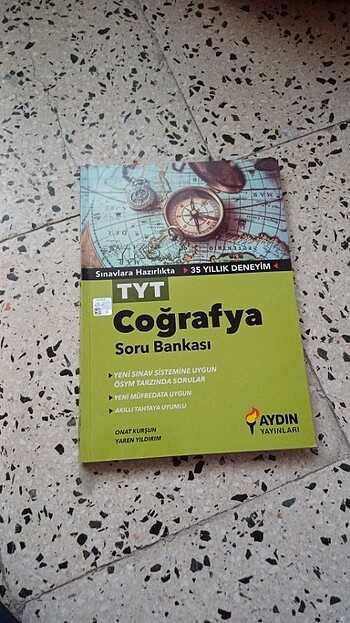 Sınavlara Hazırlıkta ▶ 35 YILLIK DENEYİM ◀
TYT
Coğrafya
Soru Bankası
▶ YENİ SINAV SİSTEMİNE UYGUN
ÖSYM TARZINDA SORULAR
▶ YENİ MÜFREDATA UYGUN
▶ AKILLI TAHTAYA UYUMLU
ONAT KURŞUN
YAREN YILDIRIM
AYDIN
YAYINLARI